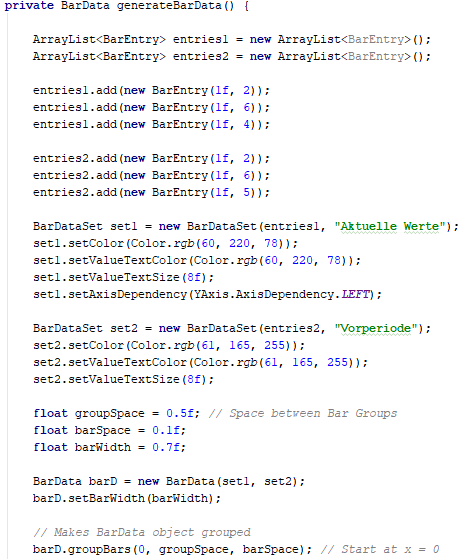 private BarData generateBarData() {
ArrayList<BarEntry> entries1 = new ArrayList<BarEntry>();
ArrayList<BarEntry> entries2 = new ArrayList<BarEntry>();
entries1.add(new BarEntry(1f, 2));
entries1.add(new BarEntry(1f, 6));
entries1.add(new BarEntry(1f, 4));
entries2.add(new BarEntry(1f, 2));
entries2.add(new BarEntry(1f, 6));
entries2.add(new BarEntry(1f, 5));
BarDataSet set1 = new BarDataSet(entries1, "Aktuelle Werte");
set1.setColor(Color.rgb(60, 220, 78));
set1.setValueTextColor(Color.rgb(60, 220, 78));
set1.setValueTextSize(8f);
set1.setAxisDependency(YAxis.AxisDependency.LEFT);
BarDataSet set2 = new BarDataSet(entries2, "Vorperiode");
set2.setColor(Color.rgb(61, 165, 255));
set2.setValueTextColor(Color.rgb(61, 165, 255));
set2.setValueTextSize(8f);
float groupSpace = 0.5f; // Space between Bar Groups
float barSpace = 0.1f;
float barWidth = 0.7f;
BarData barD = new BarData(set1, set2);
barD.setBarWidth(barWidth);
// Makes BarData object grouped
barD.groupBars(0, groupSpace, barSpace); // Start at x = 0